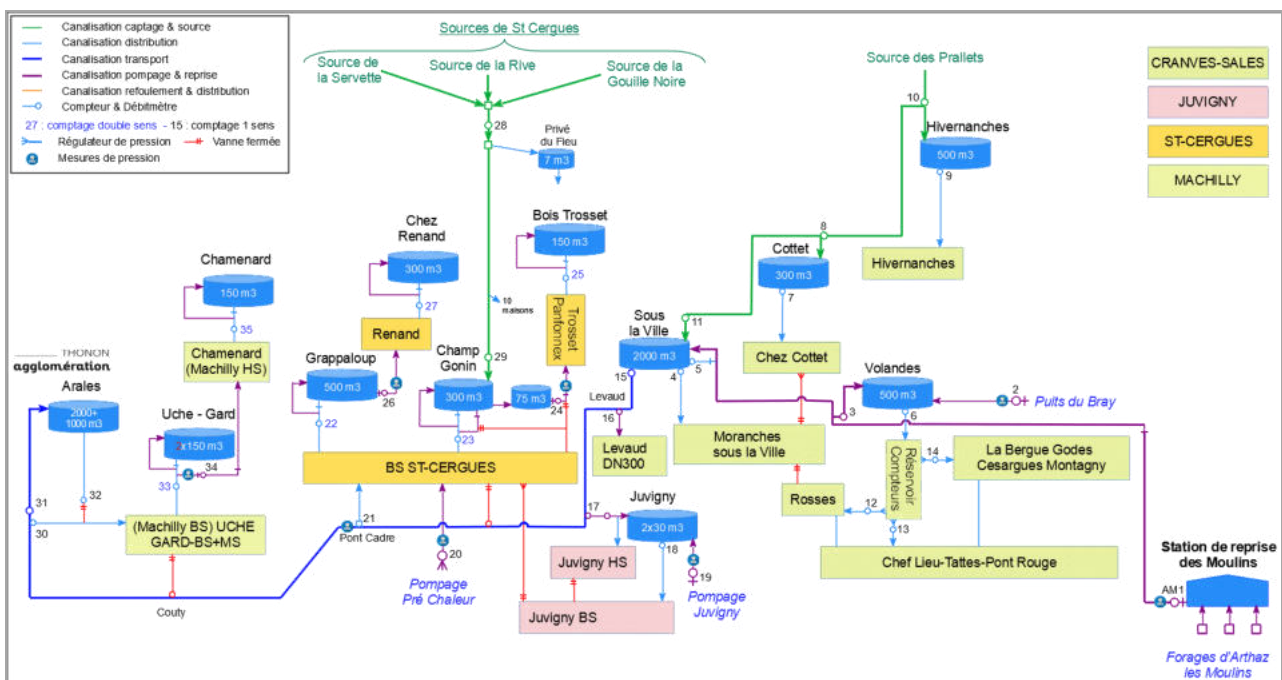 Canalisation captage & source
Canalisation distribution
Canalisation transport
Canalisation pompage & reprise
Canalisation refoulement & distribution
Compteur & Débitmètre
27 : comptage double sens - 15 : comptage 1 sens
Régulateur de pression
Vanne fermée
Mesures de pression
Sources de St Cergues
Source de
la Servette
Source de la Rive
Source de la
Gouille Noire
28
Privé
du Fieu
7 m3
Source des Prallets
10
Hivernanches
500 m3
9
Hivernanches
8
CRANVES-SALES
JUVIGNY
ST-CERGUES
MACHILLY
Chamenard
150 m3
35
Chamenard
(Machilly HS)
Chez
Renand
300 m3
27
Renand
Bois Trosset
150 m3
25
Trosset
Panfonnex
10
maisons
Cottet
300 m3
7
Chez Cottet
THONON
agglomération
Arales
2000+
1000 m3
32
31
30
Uche - Gard
2x150 m3
34
33
(Machilly BS) UCHE
GARD-BS+MS
Couty
Grappaloup
500 m3
26
22
29
Champ
Gonin
300 m3
23
75 m3
24
BS ST-CERGUES
21
Pont Cadre
20
Pompage
Pré Chaleur
11
Sous
la Ville
2000 m3
15
4
5
Levaud
16
Levaud
DN300
Moranches
sous la Ville
Volandes
500 m3
3
6
2
Puits du Bray
Réservoir
Compteurs
14
La Bergue Godes
Cesargues Montagny
Rosses
12
13
Chef Lieu-Tattes-Pont Rouge
17
Juvigny
2x30 m3
18
Juvigny HS
19
Pompage
Juvigny
Juvigny BS
Station de reprise
des Moulins
AM1
Forages d'Arthaz
les Moulins